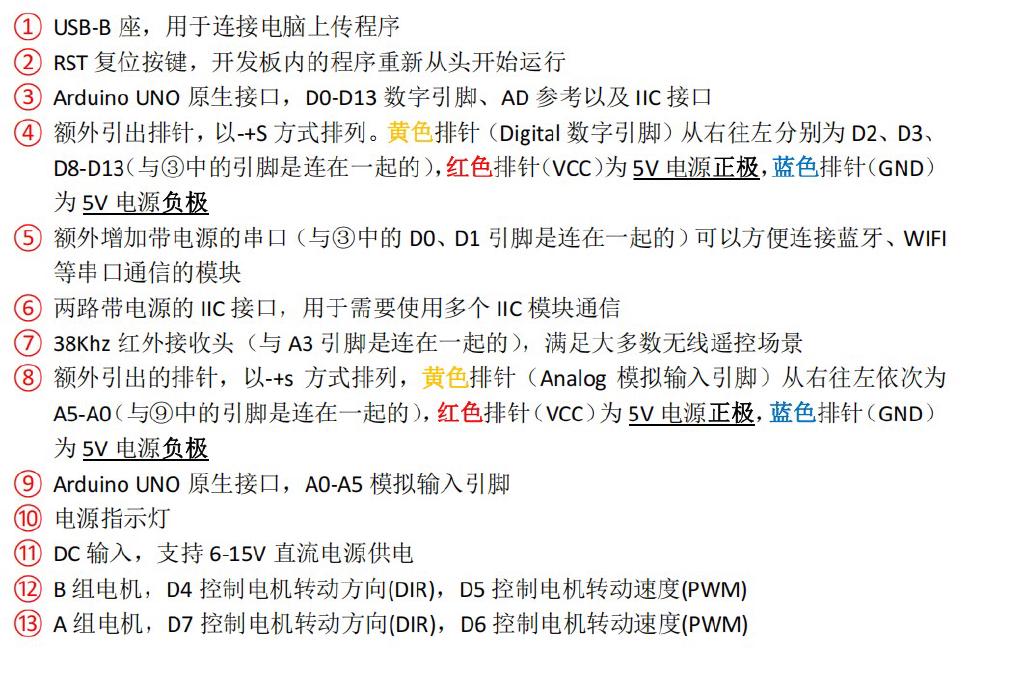 ① USB-B 座，用于连接电脑上传程序
② RST 复位按键，开发板内的程序重新从头开始运行
③ Arduino UNO 原生接口，D0-D13 数字引脚、AD 参考以及 IIC 接口
④ 额外引出排针，以-+S 方式排列。黄色排针（Digital 数字引脚）从右往左分别为 D2、D3、
D8-D13（与③中的引脚是连在一起的），红色排针（VCC）为 5V 电源正极，蓝色排针（GND）
为 5V 电源负极
⑤ 额外增加带电源的串口（与③中的 D0、D1 引脚是连在一起的）可以方便连接蓝牙、WIFI
等串口通信的模块
⑥ 两路带电源的 IIC 接口，用于需要使用多个 IIC 模块通信
⑦ 38Khz 红外接收头（与 A3 引脚是连在一起的），满足大多数无线遥控场景
⑧ 额外引出的排针，以-+s 方式排列，黄色排针（Analog 模拟输入引脚）从右往左依次为
A5-A0（与⑨中的引脚是连在一起的），红色排针（VCC）为 5V 电源正极，蓝色排针（GND）
为 5V 电源负极
⑨ Arduino UNO 原生接口，A0-A5 模拟输入引脚
⑩ 电源指示灯
⑪ DC 输入，支持 6-15V 直流电源供电
⑫ B 组电机，D4 控制电机转动方向(DIR)，D5 控制电机转动速度(PWM)
⑬ A 组电机，D7 控制电机转动方向(DIR)，D6 控制电机转动速度(PWM)